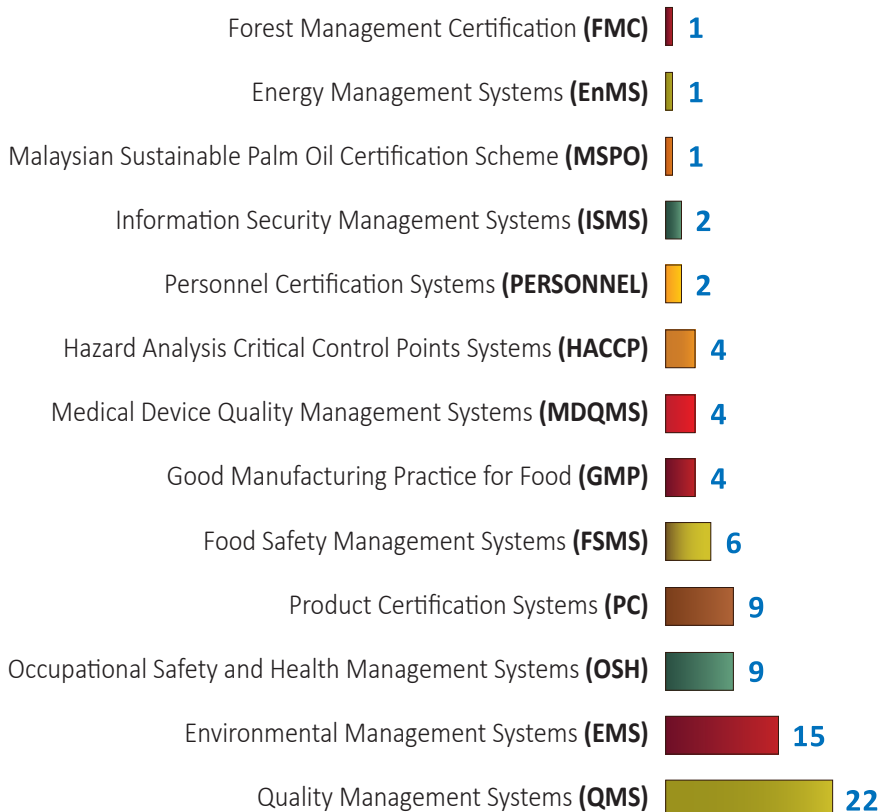 Forest Management Certification (FMC) 1
Energy Management Systems (EnMS) 1
Malaysian Sustainable Palm Oil Certification Scheme (MSPO) 1
Information Security Management Systems (ISMS) 2
Personnel Certification Systems (PERSONNEL) 2
Hazard Analysis Critical Control Points Systems (HACCP) 4
Medical Device Quality Management Systems (MDQMS) 4
Good Manufacturing Practice for Food (GMP) 4
Food Safety Management Systems (FSMS) 6
Product Certification Systems (PC) 9
Occupational Safety and Health Management Systems (OSH) 9
Environmental Management Systems (EMS) 15
Quality Management Systems (QMS) 22